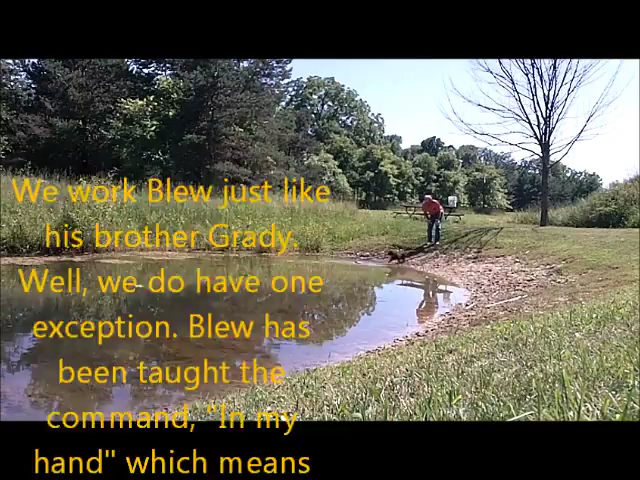 We work Blew just like
his brother Grady.
Well, we do have one
exception. Blew has
been taught the
command, "In my
hand" which means